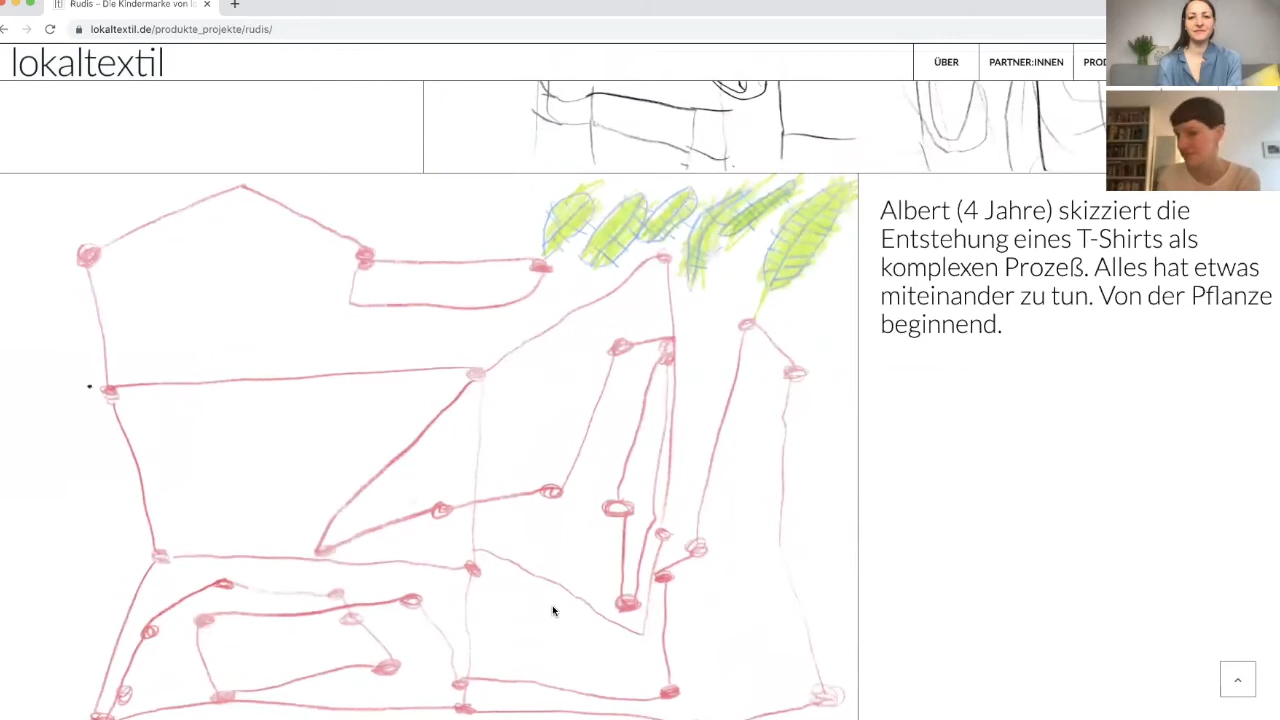 Rudis – Die Kindermarke von lo
lokaltextil.de/produkte_projekte/rudis/
lokaltextil
ÜBER
PARTNER:INNEN
PROD
Albert (4 Jahre) skizziert die
Entstehung eines T-Shirts als
komplexen Prozeß. Alles hat etwas
miteinander zu tun. Von der Pflanze
beginnend.